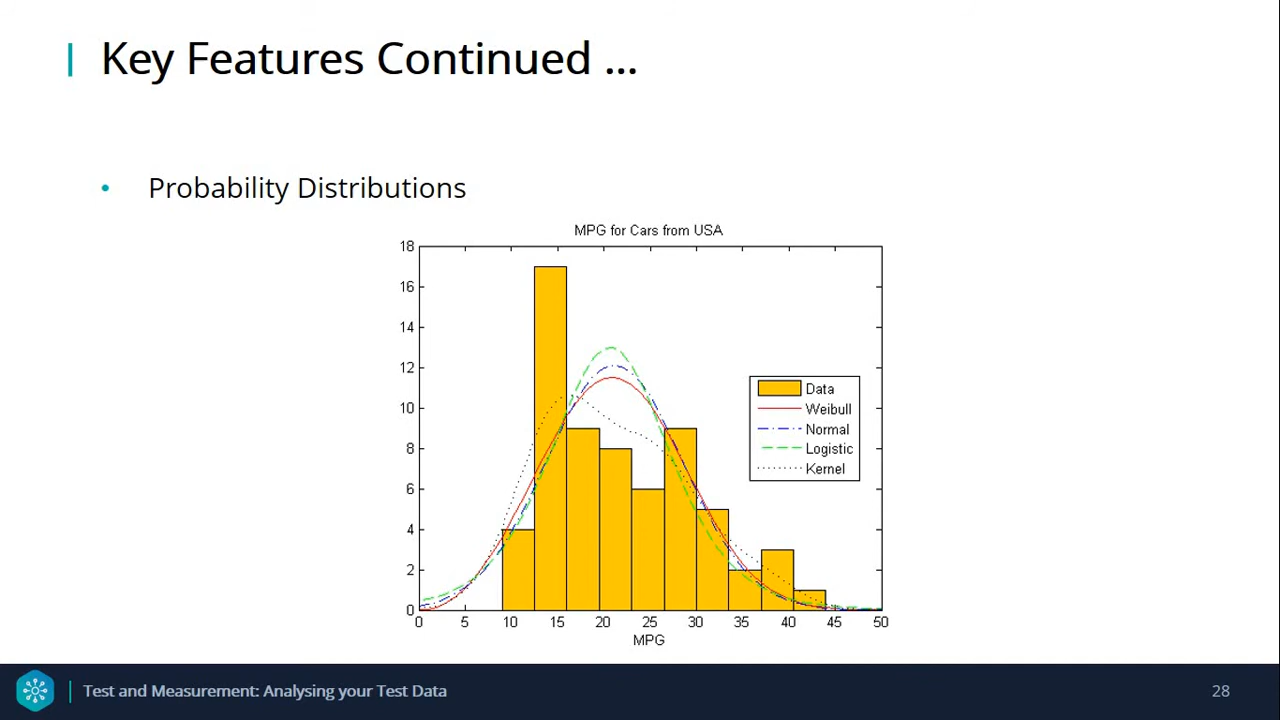 Key Features Continued ...
• Probability Distributions
MPG for Cars from USA
18
16
14
12
10
8
6
4
2
0
Data
Weibull
Normal
Logistic
Kernel
0 5 10 15 20 25 30 35 40 45 50
MPG
Test and Measurement: Analysing your Test Data
28